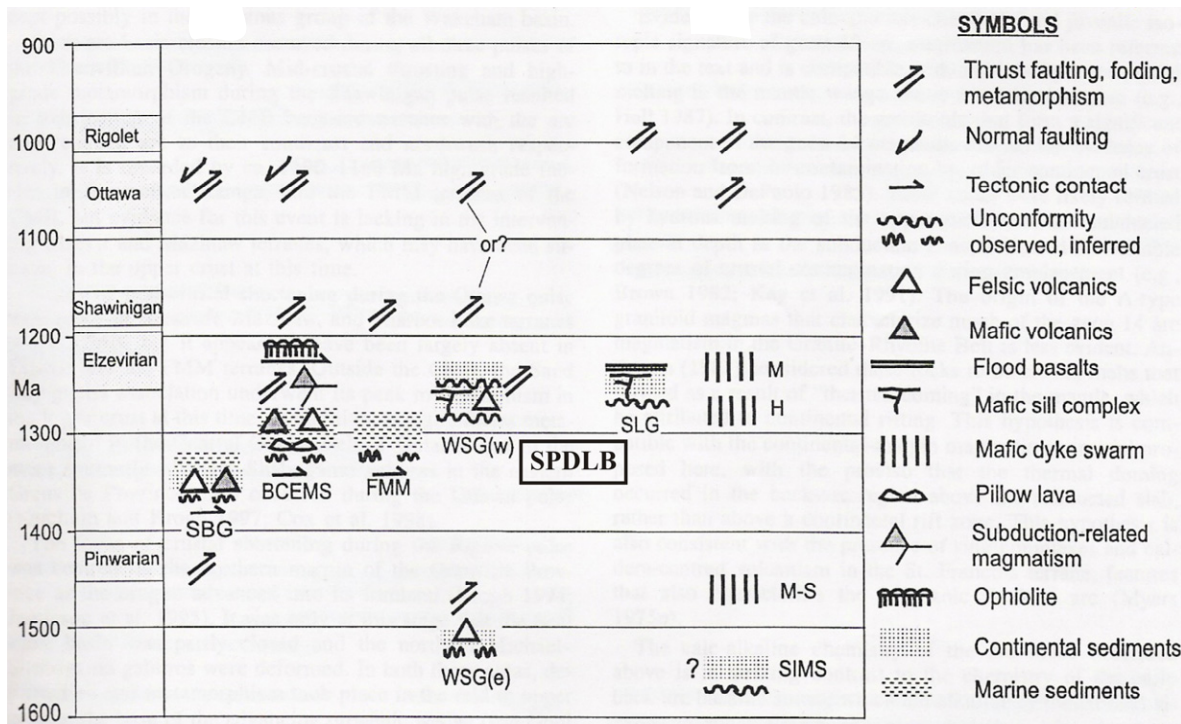 SYMBOLS
900
1000
1100
1200
Ma
1300
1400
1500
1600
Rigolet
Ottawa
Shawinigan
Elzevirian
Pinwarian
or?
SBG
BCEMS
FMM
WSG(w)
WSG(e)
SPDLB
SLG
M
H
M-S
? SIMS
Thrust faulting, folding,
metamorphism
Normal faulting
Tectonic contact
Unconformity
observed, inferred
Felsic volcanics
Mafic volcanics
Flood basalts
Mafic sill complex
Mafic dyke swarm
Pillow lava
Subduction-related
magmatism
Ophiolite
Continental sediments
Marine sediments